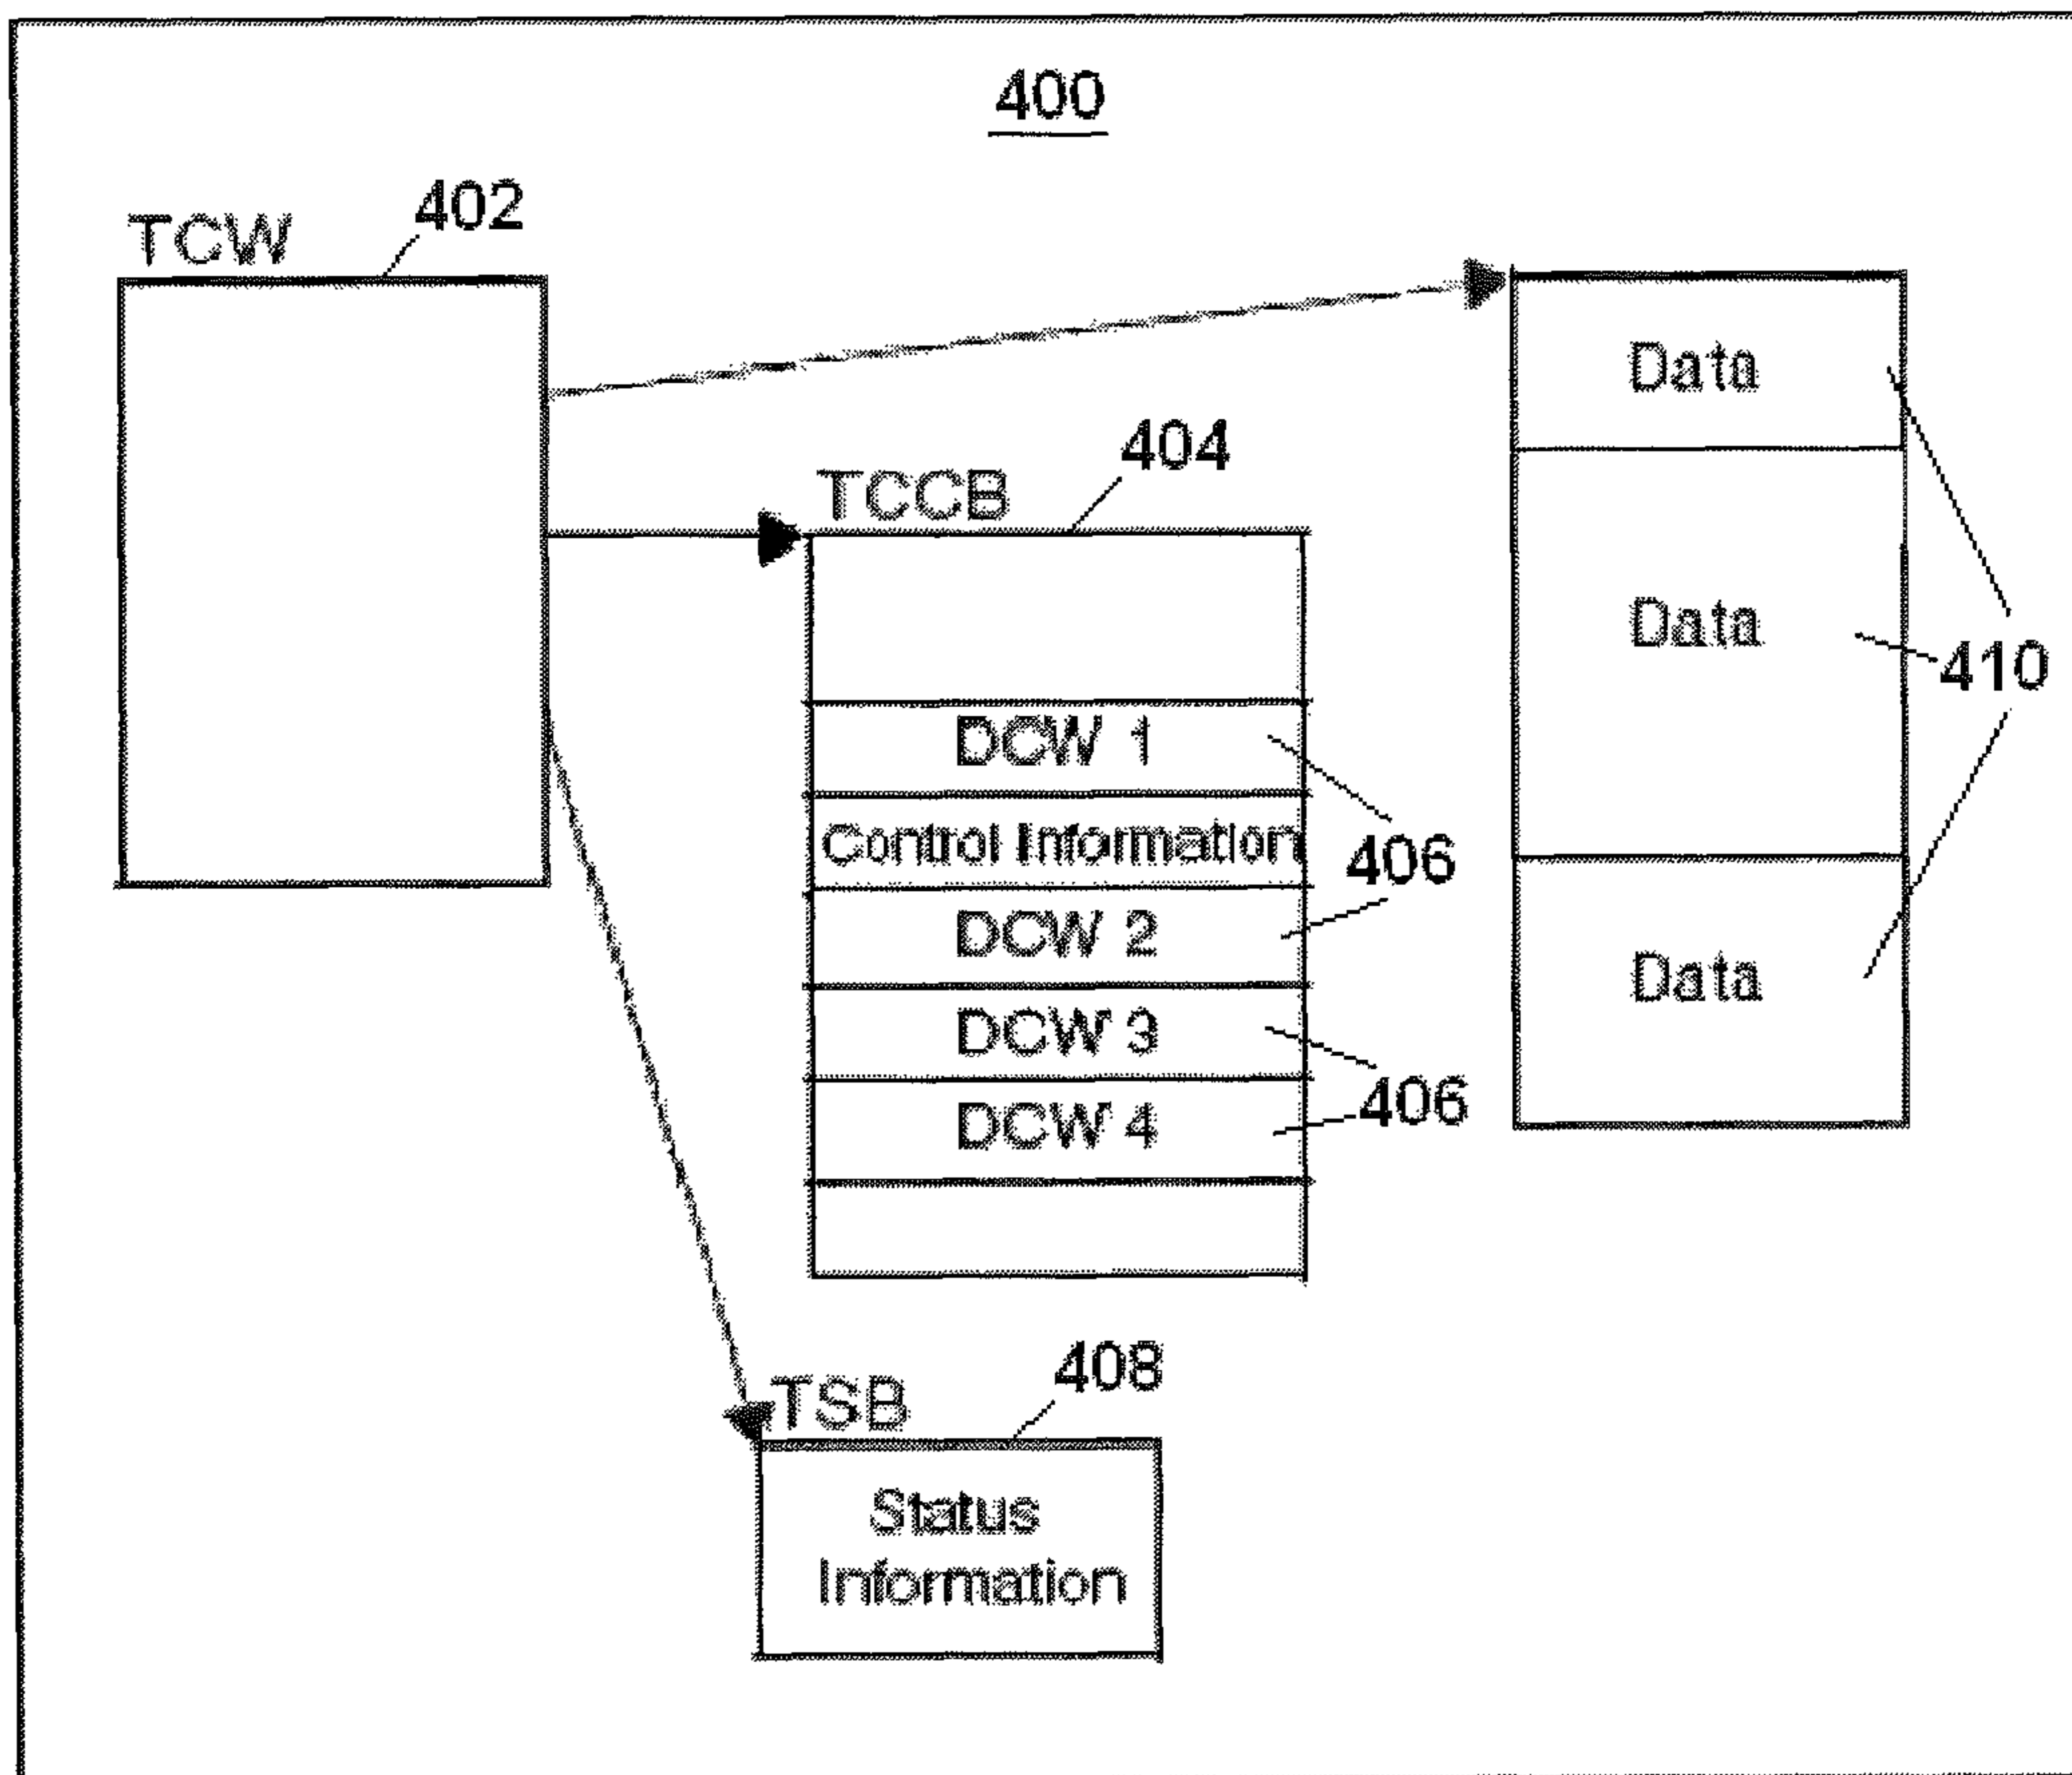 400
TCW
402
Data
TCCB
404
Data
410
DCW 1
Control Information
406
DCW 2
Data
DCW 3
406
DCW 4
TSB
408
Status
Information